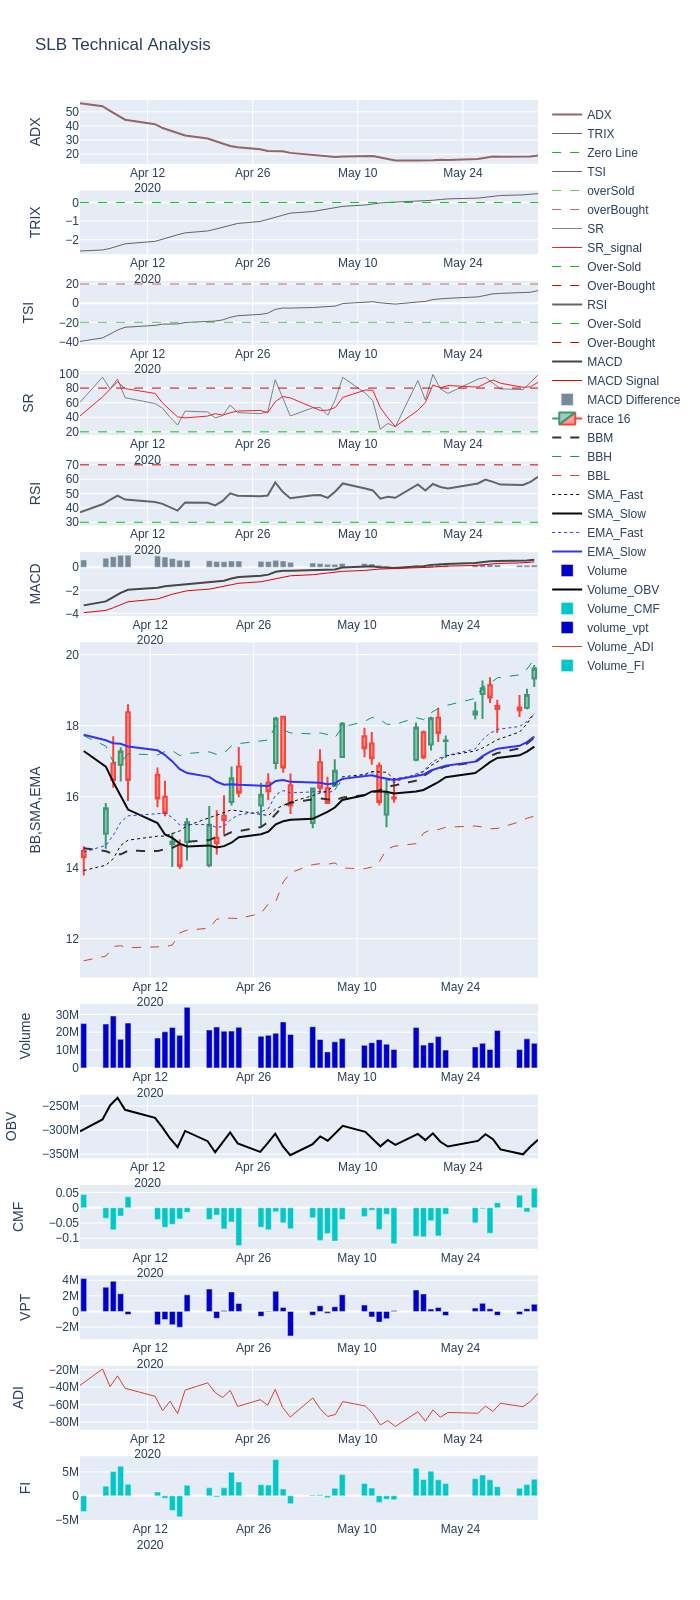 SLB Technical Analysis
ADX
50
40
30
20
Apr 12
2020
Apr 26
May 10
May 24
TRIX
0
−1
−2
Apr 12
2020
Apr 26
May 10
May 24
TSI
20
0
−20
−40
Apr 12
2020
Apr 26
May 10
May 24
SR
100
80
60
40
20
Apr 12
2020
Apr 26
May 10
May 24
RSI
70
60
50
40
30
Apr 12
2020
Apr 26
May 10
May 24
MACD
0
−2
−4
Apr 12
2020
Apr 26
May 10
May 24
BB,SMA,EMA
20
18
16
14
12
Apr 12
2020
Apr 26
May 10
May 24
Volume
30M
20M
10M
0
Apr 12
2020
Apr 26
May 10
May 24
OBV
−250M
−300M
−350M
Apr 12
2020
Apr 26
May 10
May 24
CMF
0.05
0
−0.05
−0.1
Apr 12
2020
Apr 26
May 10
May 24
VPT
4M
2M
0
−2M
Apr 12
2020
Apr 26
May 10
May 24
ADI
−20M
−40M
−60M
−80M
Apr 12
2020
Apr 26
May 10
May 24
FI
5M
0
−5M
Apr 12
2020
Apr 26
May 10
May 24
ADX
TRIX
Zero Line
TSI
overSold
overBought
SR
SR_signal
Over-Sold
Over-Bought
RSI
Over-Sold
Over-Bought
MACD
MACD Signal
MACD Difference
trace 16
BBM
BBH
BBL
SMA_Fast
SMA_Slow
EMA_Fast
EMA_Slow
Volume
Volume_OBV
Volume_CMF
volume_vpt
Volume_ADI
Volume_FI